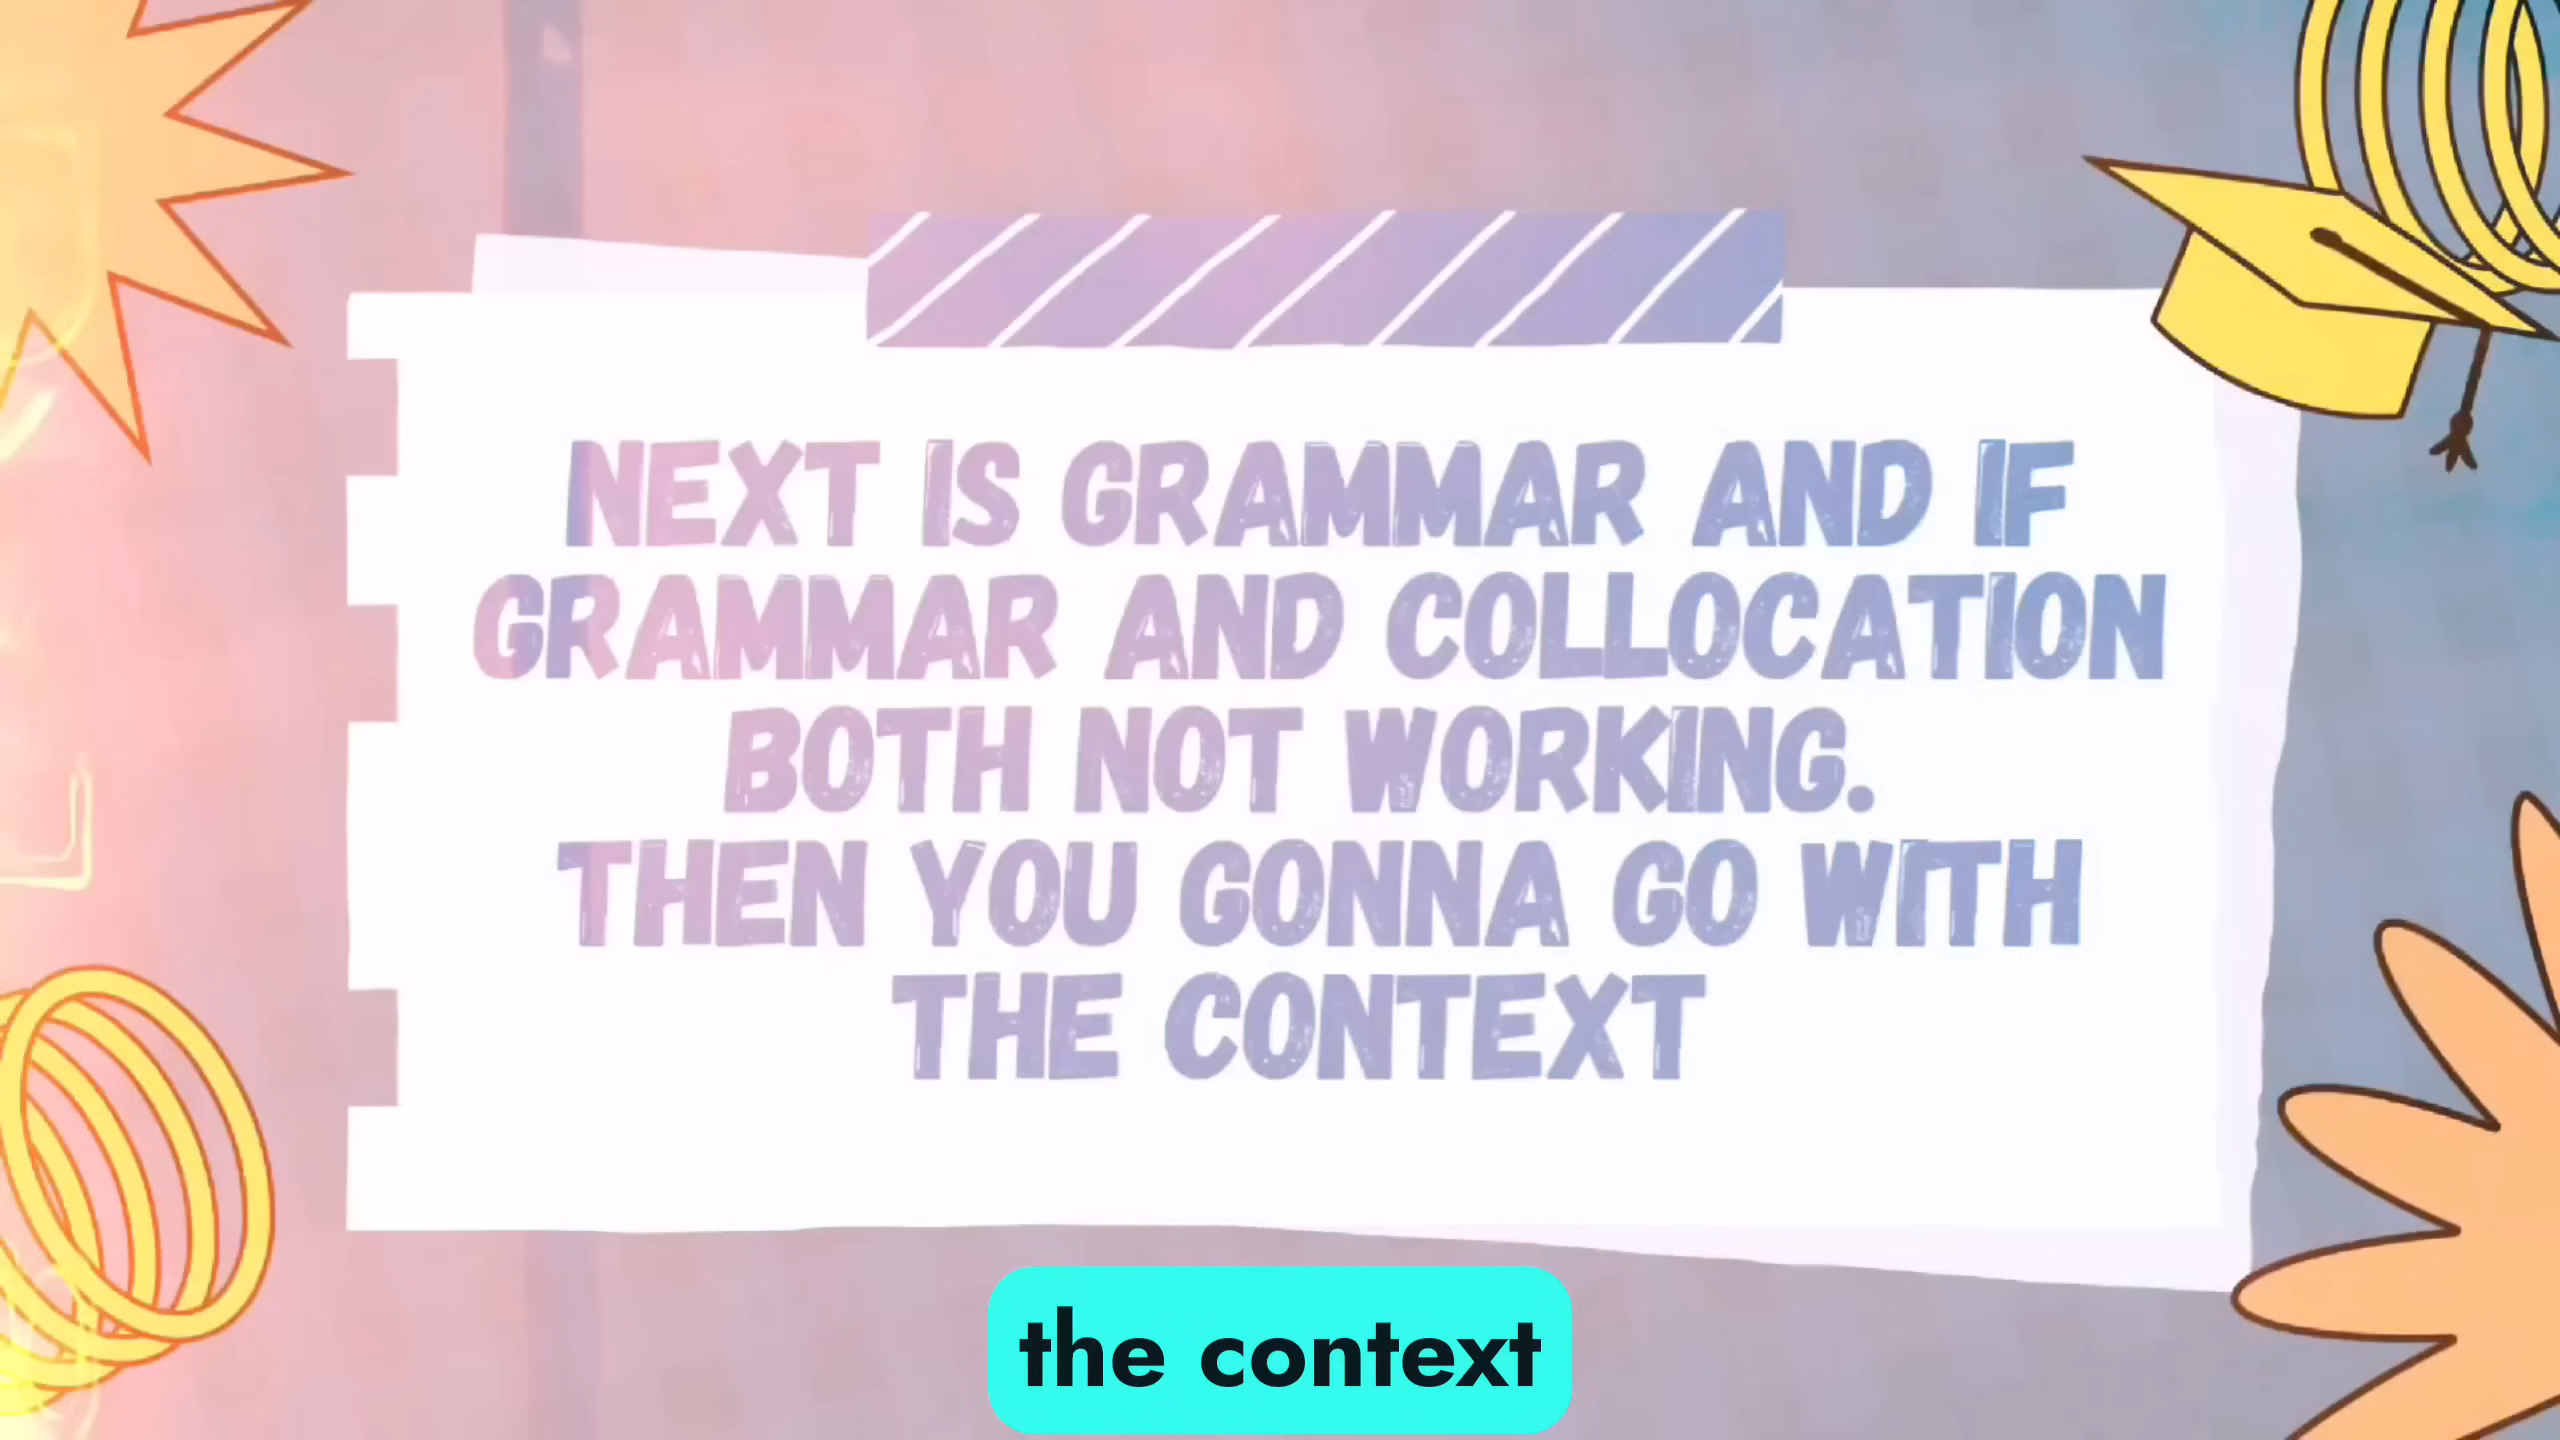 NEXT IS GRAMMAR AND IF
GRAMMAR AND COLLOCATION
BOTH NOT WORKING.
THEN YOU GONNA GO WITH
THE CONTEXT
the context